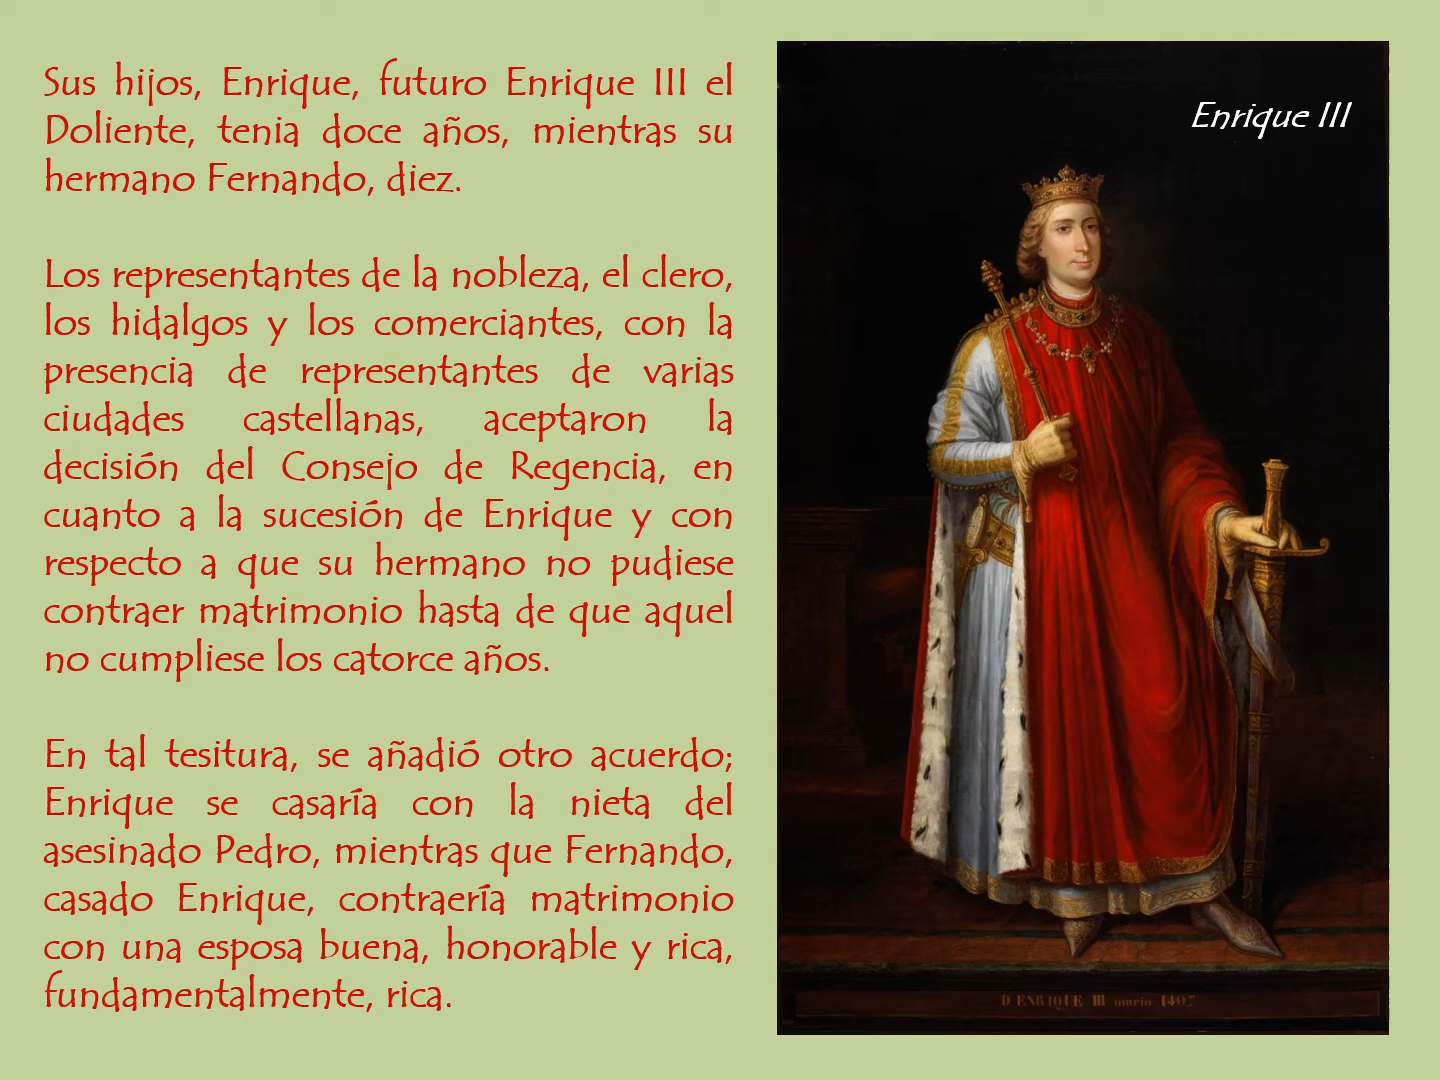 Sus hijos, Enrique, futuro Enrique III el
Doliente, tenia doce años, mientras su
hermano Fernando, diez.
Los representantes de la nobleza, el clero,
los hidalgos y los comerciantes, con la
presencia de representantes de varias
ciudades castellanas, aceptaron la
decisión del Consejo de Regencia, en
cuanto a la sucesión de Enrique y con
respecto a que su hermano no pudiese
contraer matrimonio hasta de que aquel
no cumpliese los catorce años.
En tal tesitura, se añadió otro acuerdo;
Enrique se casaría con la nieta del
asesinado Pedro, mientras que Fernando,
casado Enrique, contraería matrimonio
con una esposa buena, honorable y rica,
fundamentalmente, rica.
Enrique III
D. ENRIQUE III murio 1407